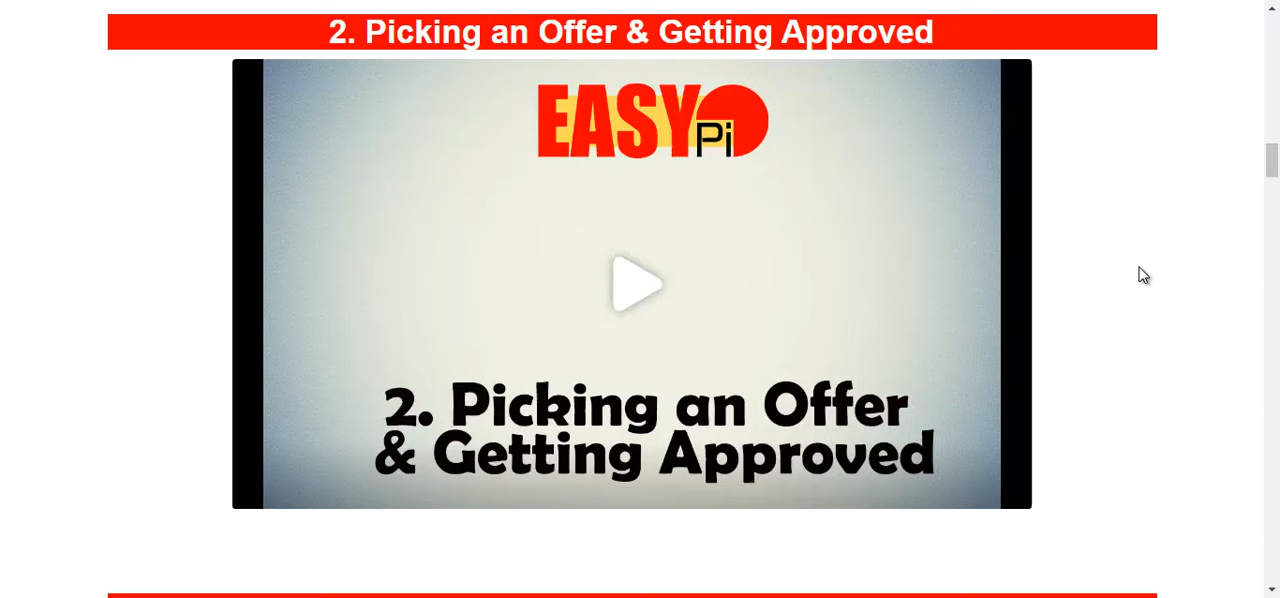 2. Picking an Offer & Getting Approved
EASY
Pi
2. Picking an Offer
& Getting Approved